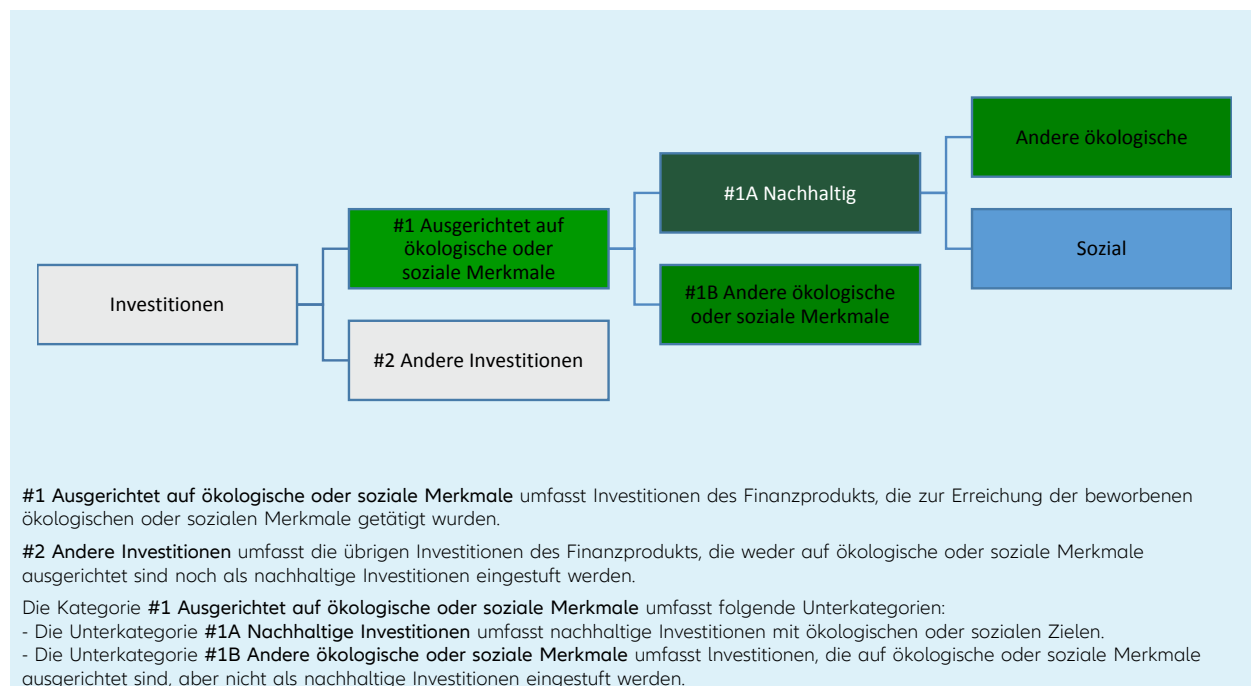 Andere ökologische
#1A Nachhaltig
#1 Ausgerichtet auf
ökologische oder
soziale Merkmale
Sozial
Investitionen
#1B Andere ökologische
oder soziale Merkmale
#2 Andere Investitionen
#1 Ausgerichtet auf ökologische oder soziale Merkmale umfasst Investitionen des Finanzprodukts, die zur Erreichung der beworbenen
ökologischen oder sozialen Merkmale getätigt wurden.
#2 Andere Investitionen umfasst die übrigen Investitionen des Finanzprodukts, die weder auf ökologische oder soziale Merkmale
ausgerichtet sind noch als nachhaltige Investitionen eingestuft werden.
Die Kategorie #1 Ausgerichtet auf ökologische oder soziale Merkmale umfasst folgende Unterkategorien:
- Die Unterkategorie #1A Nachhaltige Investitionen umfasst nachhaltige Investitionen mit ökologischen oder sozialen Zielen.
- Die Unterkategorie #1B Andere ökologische oder soziale Merkmale umfasst Investitionen, die auf ökologische oder soziale Merkmale
ausgerichtet sind, aber nicht als nachhaltige Investitionen eingestuft werden.